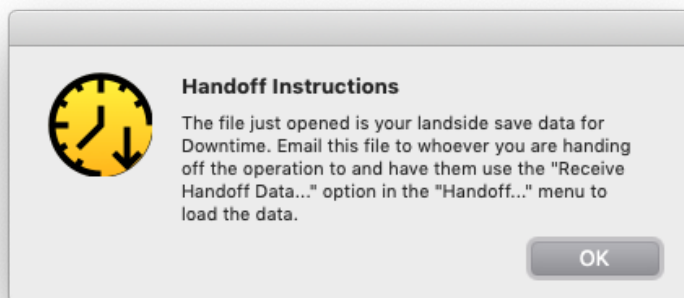 Handoff Instructions
The file just opened is your landside save data for
Downtime. Email this file to whoever you are handing
off the operation to and have them use the "Receive
Handoff Data..." option in the "Handoff..." menu to
load the data.
OK